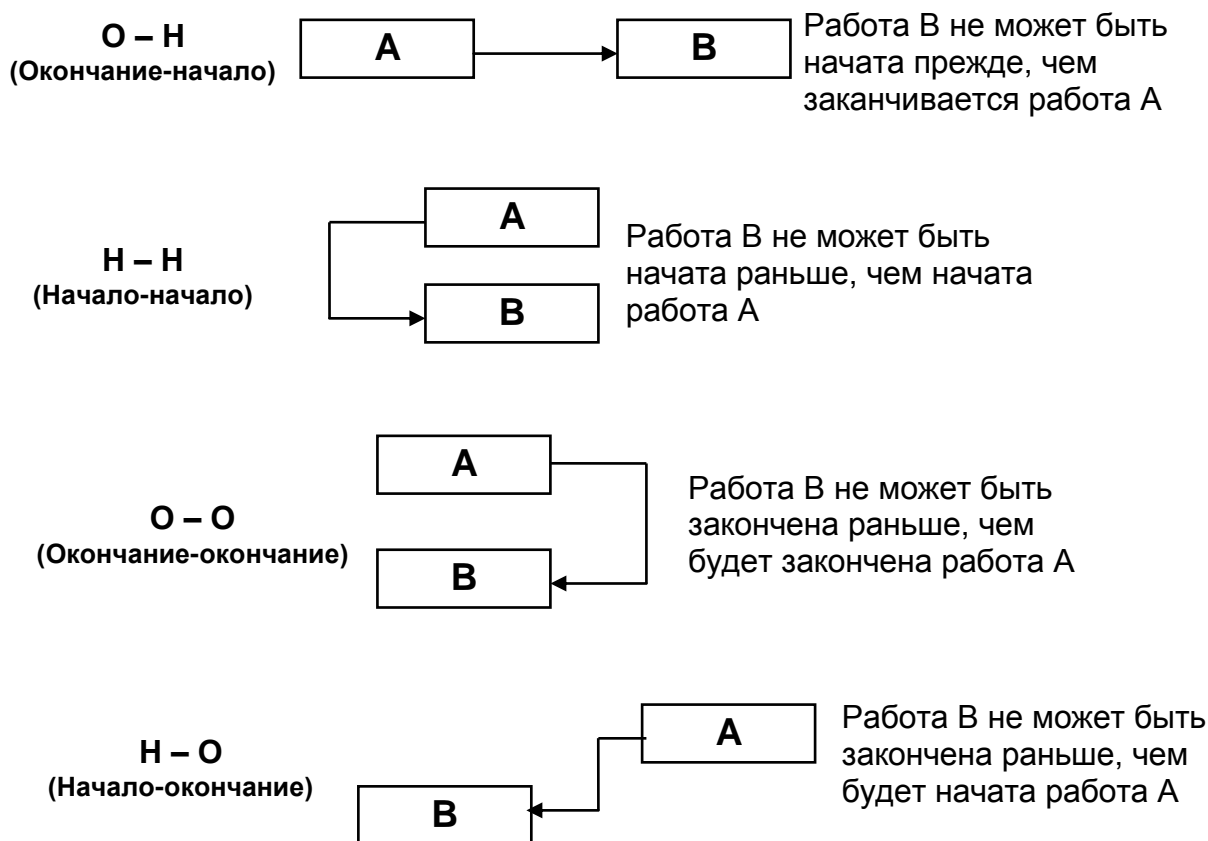 О – Н
(Окончание-начало)
А
В
Работа В не может быть
начата прежде, чем
заканчивается работа А
Н – Н
(Начало-начало)
А
В
Работа В не может быть
начата раньше, чем начата
работа А
О – О
(Окончание-окончание)
А
В
Работа В не может быть
закончена раньше, чем
будет закончена работа А
Н – О
(Начало-окончание)
А
В
Работа В не может быть
закончена раньше, чем
будет начата работа А